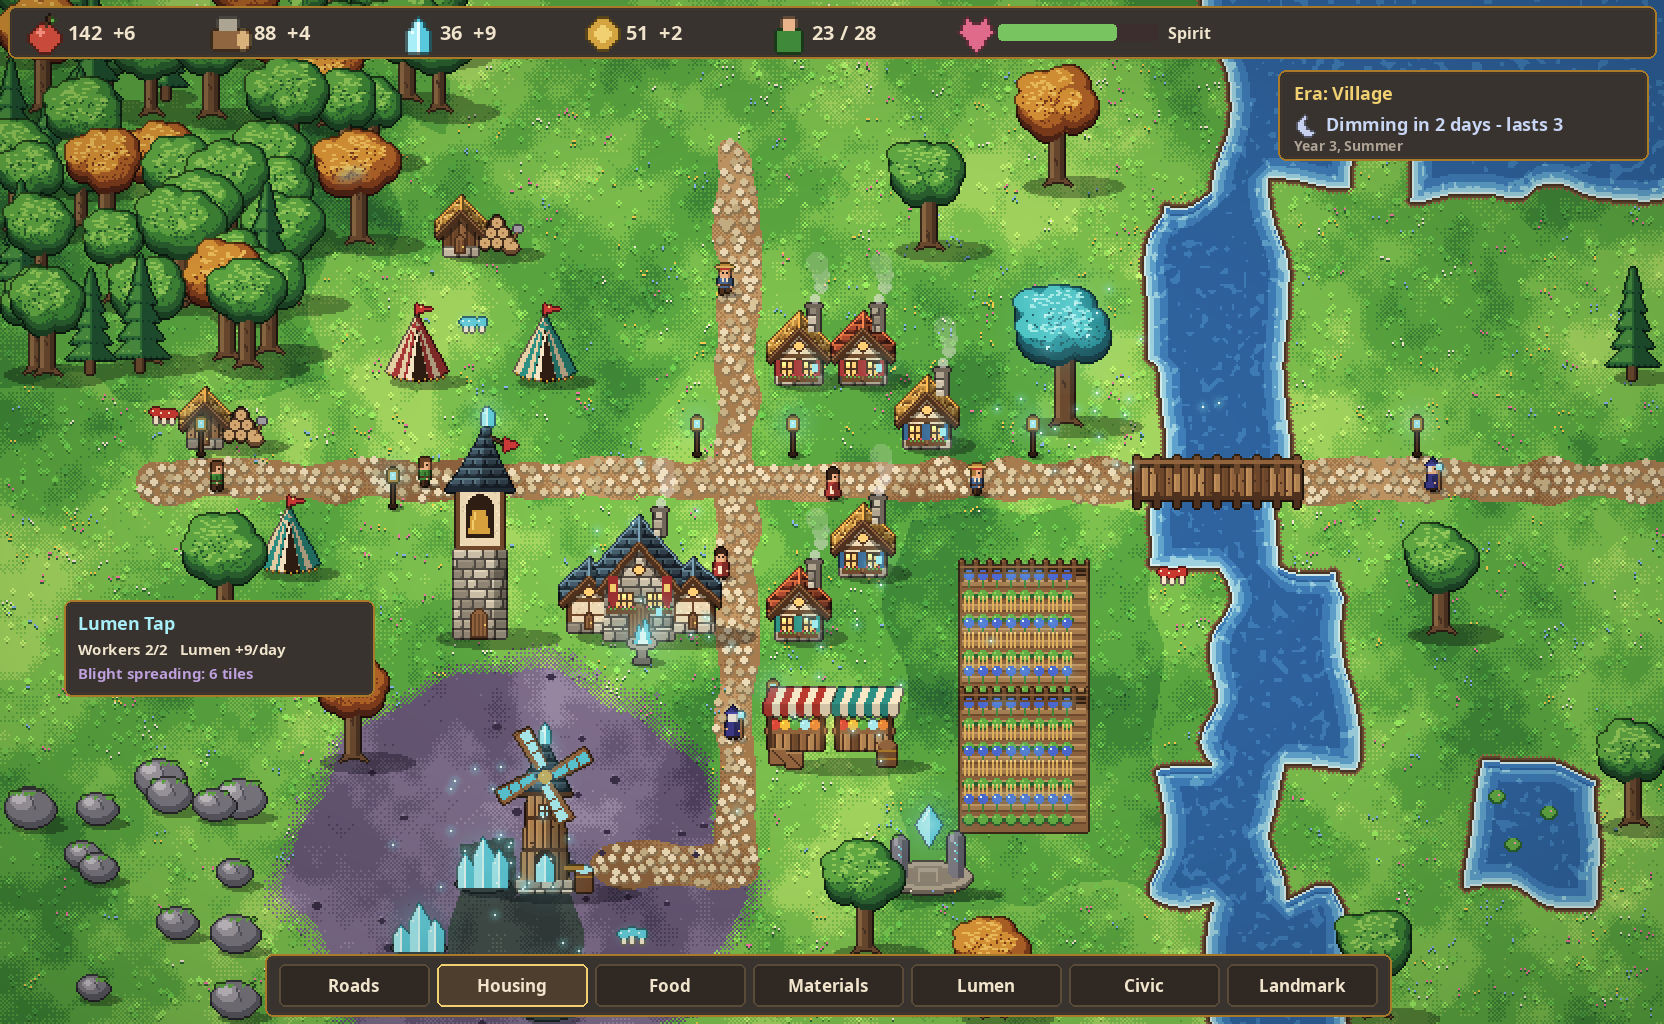 142 +6 88 +4 36 +9 51 +2 23 / 28 Spirit
Era: Village
Dimming in 2 days - lasts 3
Year 3, Summer
Lumen Tap
Workers 2/2 Lumen +9/day
Blight spreading: 6 tiles
Roads Housing Food Materials Lumen Civic Landmark